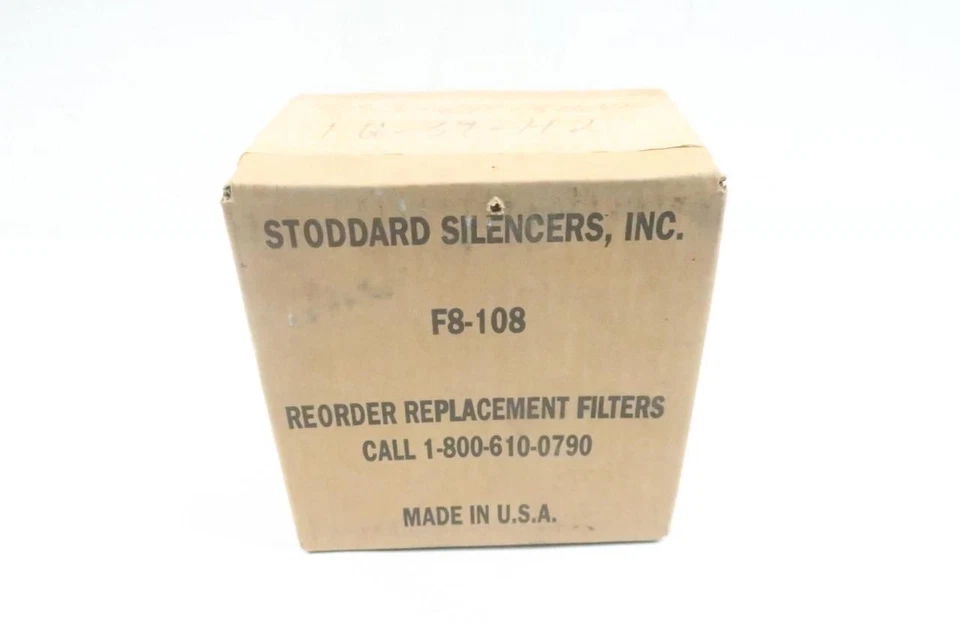 STODDARD SILENCERS, INC.
F8-108
REORDER REPLACEMENT FILTERS
CALL 1-800-610-0790
MADE IN U.S.A.